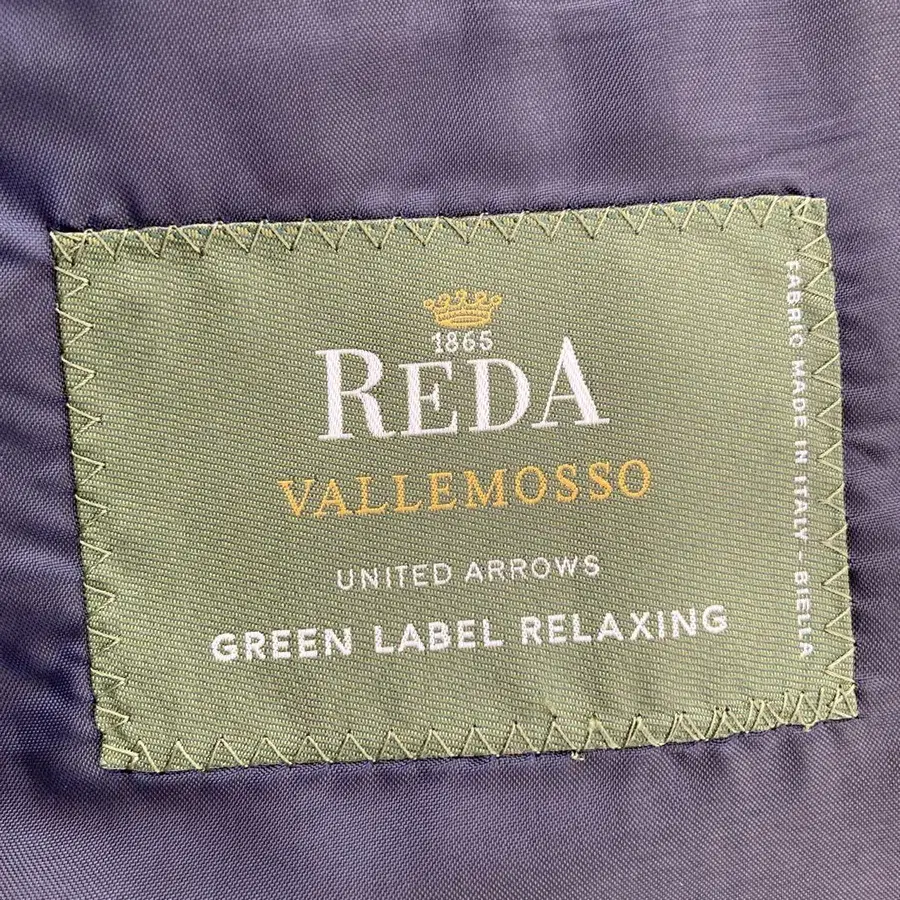 1865
REDA
VALLEMOSSO
UNITED ARROWS
GREEN LABEL RELAXING
FABRIC MADE IN ITALY - BIELLA